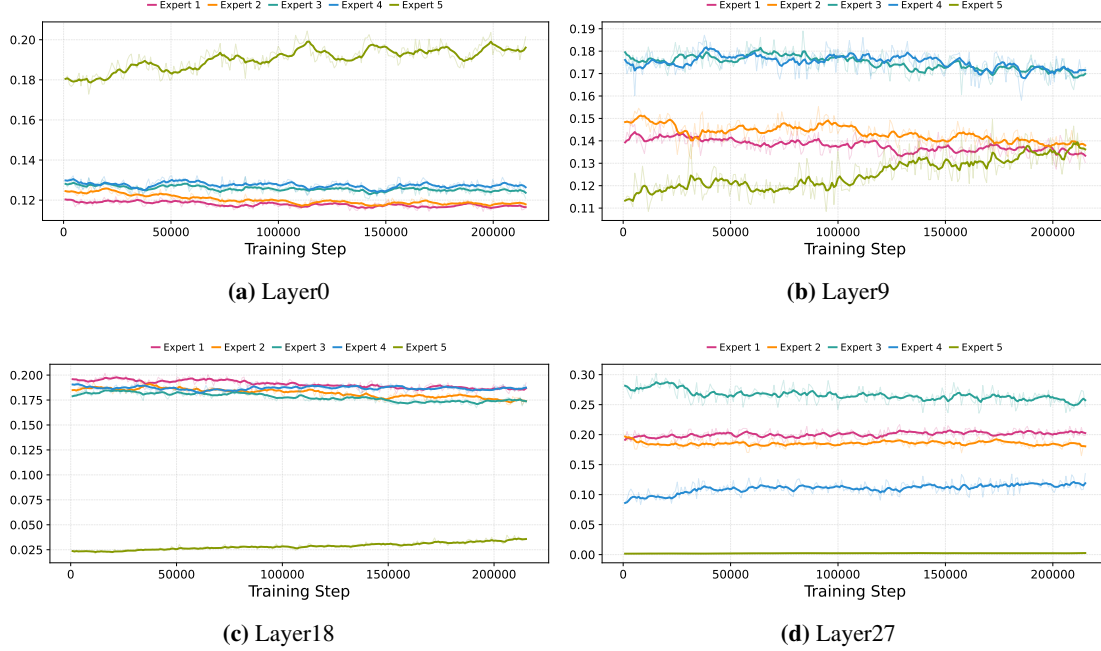 Expert 1 Expert 2 Expert 3 Expert 4 Expert 5
0.20
0.18
0.16
0.14
0.12
0 50000 100000 150000 200000
Training Step
(a) Layer0
Expert 1 Expert 2 Expert 3 Expert 4 Expert 5
0.19
0.18
0.17
0.16
0.15
0.14
0.13
0.12
0.11
0 50000 100000 150000 200000
Training Step
(b) Layer9
Expert 1 Expert 2 Expert 3 Expert 4 Expert 5
0.200
0.175
0.150
0.125
0.100
0.075
0.050
0.025
0 50000 100000 150000 200000
Training Step
(c) Layer18
Expert 1 Expert 2 Expert 3 Expert 4 Expert 5
0.30
0.25
0.20
0.15
0.10
0.05
0.00
0 50000 100000 150000 200000
Training Step
(d) Layer27